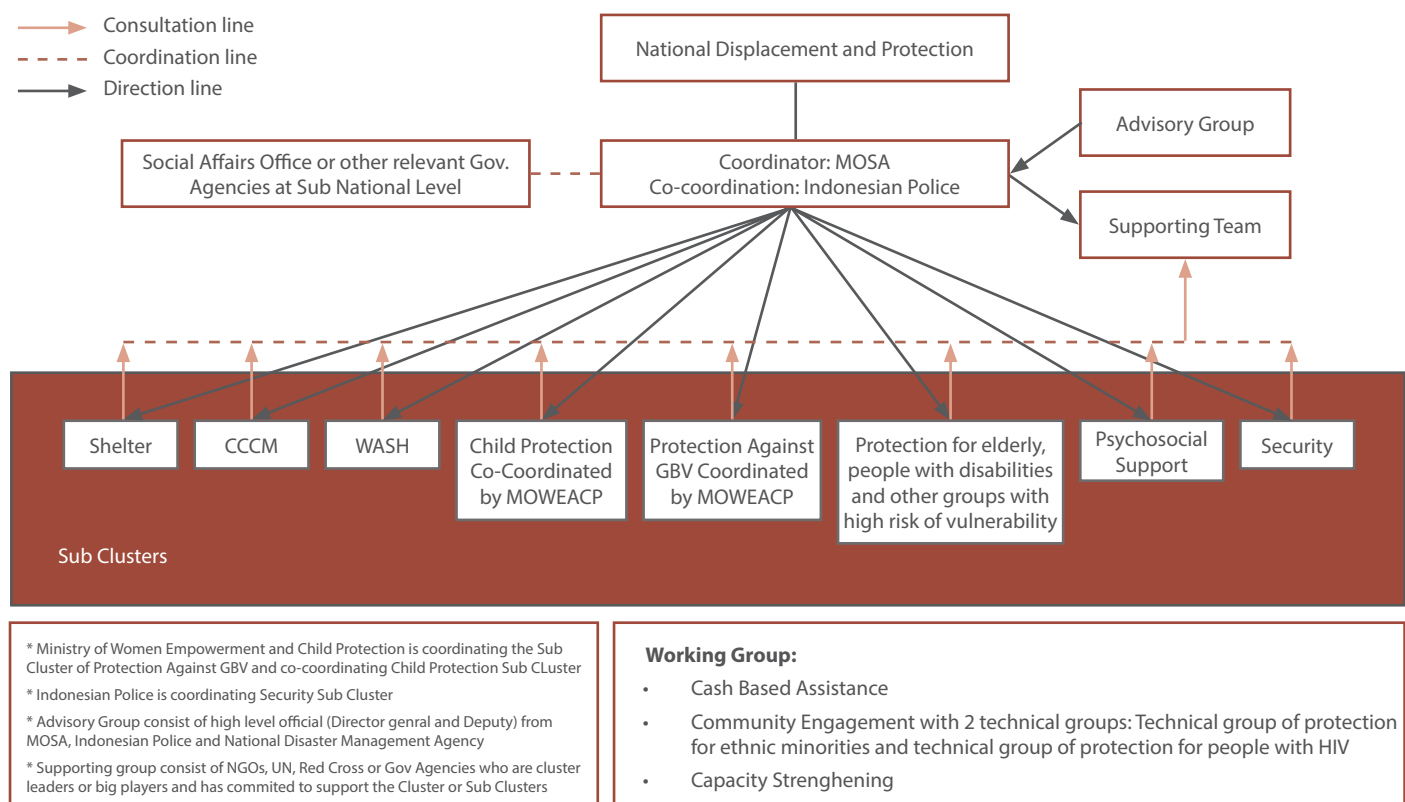 Consultation line
Coordination line
Direction line
National Displacement and Protection
Advisory Group
Social Affairs Office or other relevant Gov.
Agencies at Sub National Level
Coordinator: MOSA
Co-coordination: Indonesian Police
Supporting Team
Shelter
CCCM
WASH
Child Protection
Co-Coordinated
by MOWEACP
Protection Against
GBV Coordinated
by MOWEACP
Protection for elderly,
people with disabilities
and other groups with
high risk of vulnerability
Psychosocial
Support
Security
Sub Clusters
* Ministry of Women Empowerment and Child Protection is coordinating the Sub
Cluster of Protection Against GBV and co-coordinating Child Protection Sub CLuster
* Indonesian Police is coordinating Security Sub Cluster
* Advisory Group consist of high level official (Director genral and Deputy) from
MOSA, Indonesian Police and National Disaster Management Agency
* Supporting group consist of NGOs, UN, Red Cross or Gov Agencies who are cluster
leaders or big players and has commited to support the Cluster or Sub Clusters
Working Group:
• Cash Based Assistance
• Community Engagement with 2 technical groups: Technical group of protection
for ethnic minorities and technical group of protection for people with HIV
• Capacity Strenghening